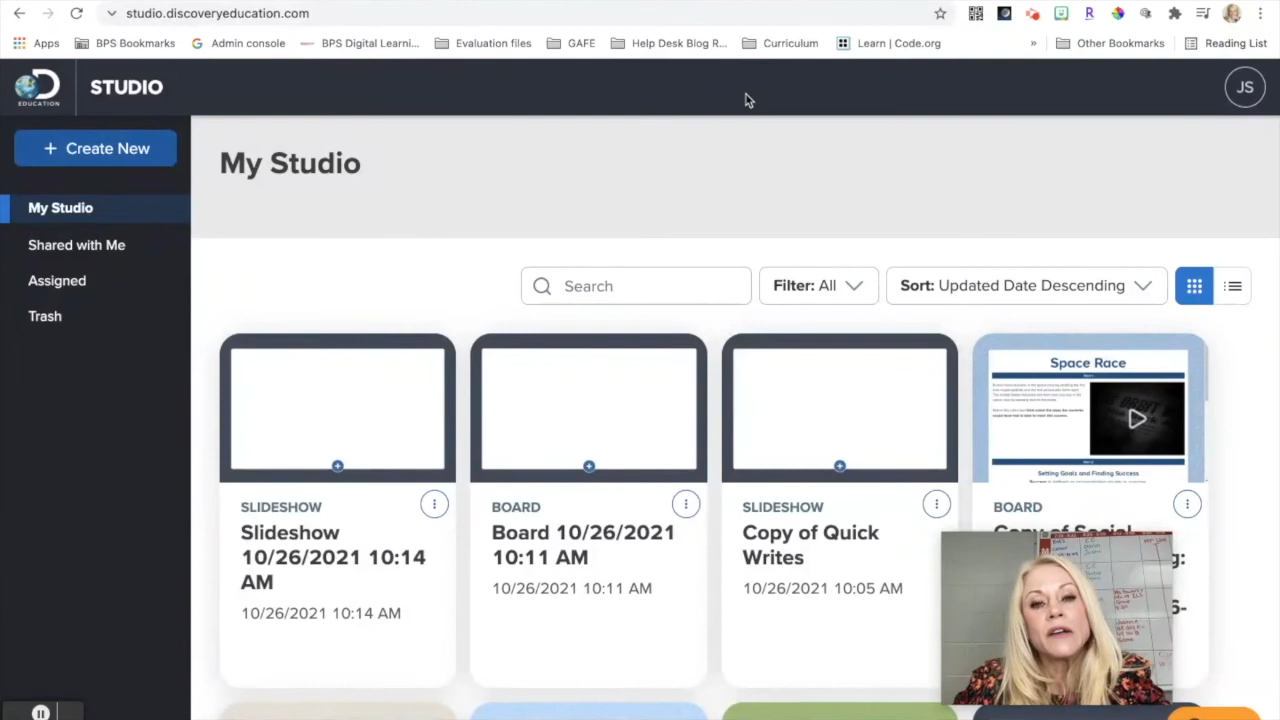 studio.discoveryeducation.com
Apps BPS Bookmarks Admin console BPS Digital Learni... Evaluation files GAFE Help Desk Blog R... Curriculum Learn | Code.org » Other Bookmarks Reading List
EDUCATION
STUDIO
JS
+ Create New
My Studio
Shared with Me
Assigned
Trash
My Studio
Search
Filter: All
Sort: Updated Date Descending
SLIDESHOW
Slideshow
10/26/2021 10:14
AM
10/26/2021 10:14 AM
BOARD
Board 10/26/2021
10:11 AM
10/26/2021 10:11 AM
SLIDESHOW
Copy of Quick
Writes
10/26/2021 10:05 AM
Space Race
Setting Goals and Finding Success
BOARD
Copy of Social